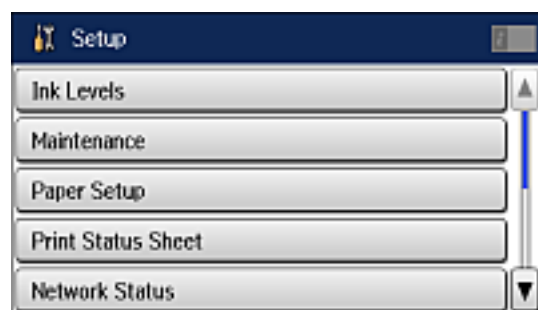 Setup
Ink Levels
Maintenance
Paper Setup
Print Status Sheet
Network Status